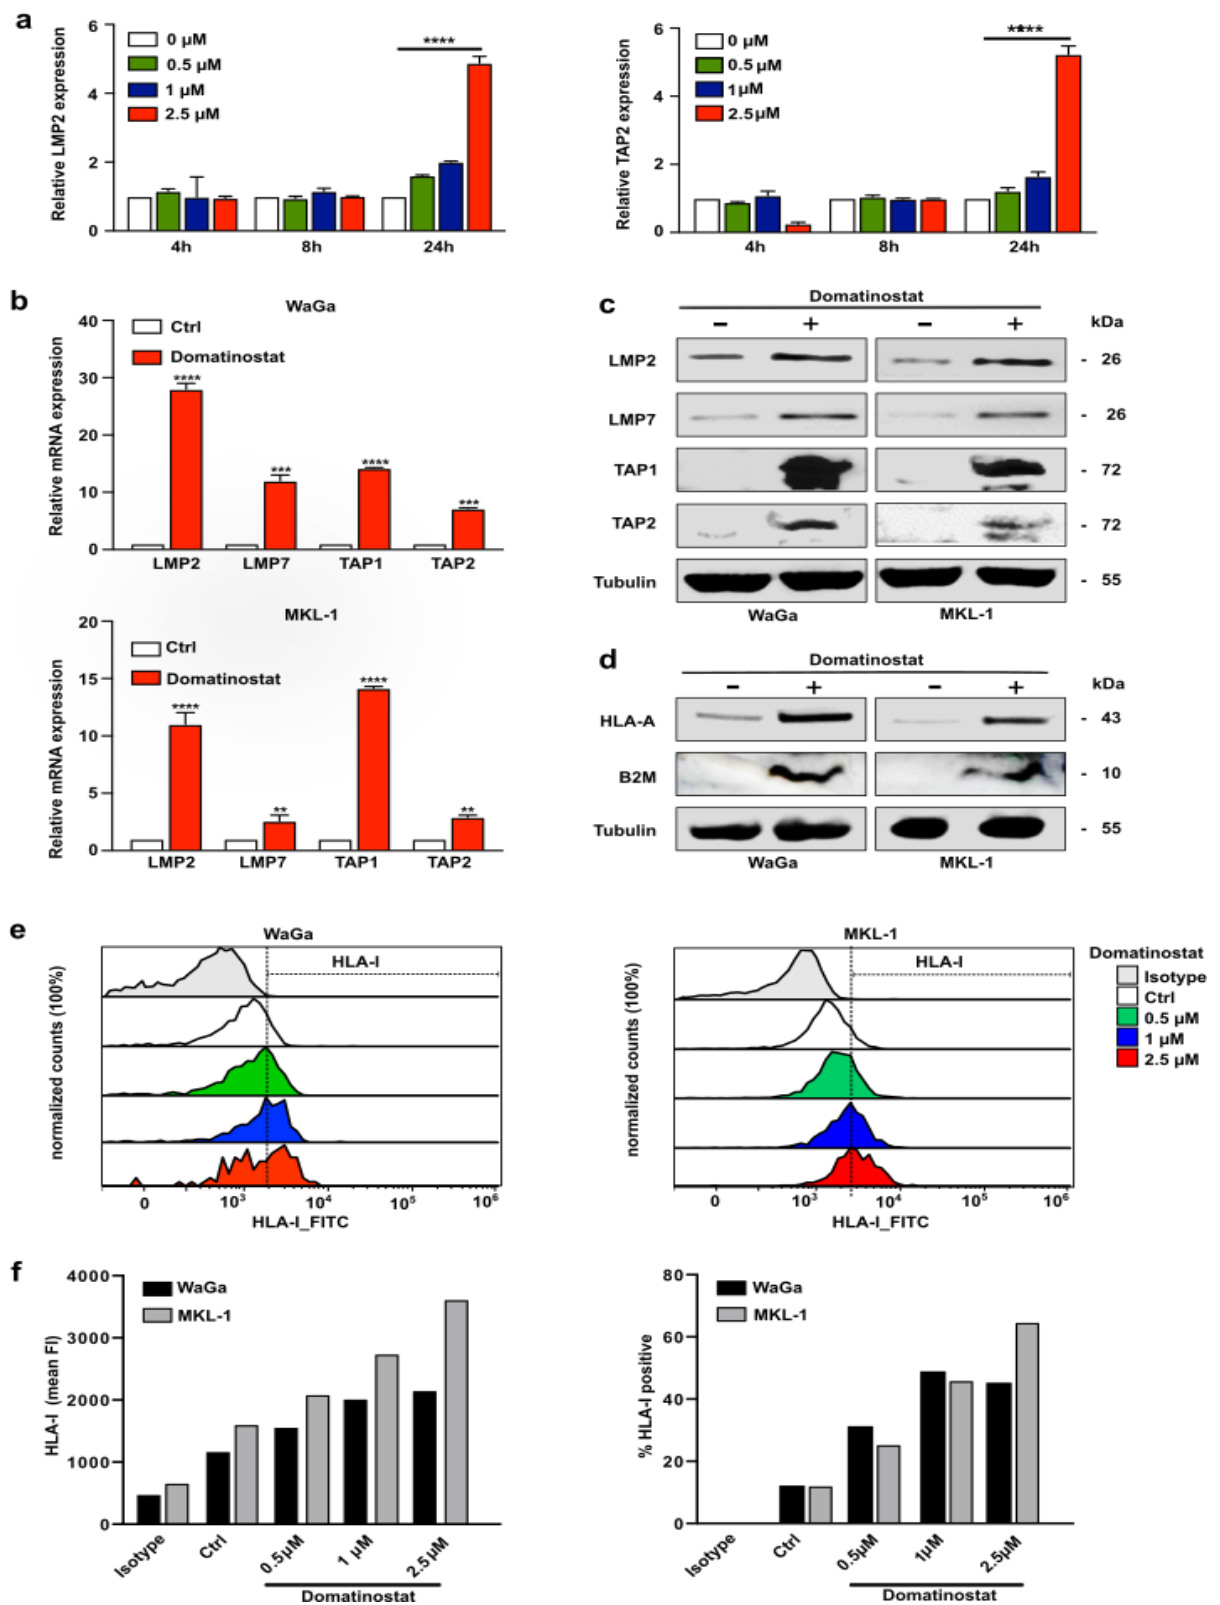 a
Relative LMP2 expression
6
4
2
0
0 µM
0.5 µM
1 µM
2.5 µM
****
4h
8h
24h
Relative TAP2 expression
6
4
2
0
0 µM
0.5 µM
1µM
2.5µM
****
4h
8h
24h
b
WaGa
Relative mRNA expression
40
30
20
10
0
Ctrl
Domatinostat
****
***
****
***
LMP2
LMP7
TAP1
TAP2
MKL-1
Relative mRNA expression
20
15
10
5
0
Ctrl
Domatinostat
****
**
****
**
LMP2
LMP7
TAP1
TAP2
c
Domatinostat
– + – + kDa
LMP2 - 26
LMP7 - 26
TAP1 - 72
TAP2 - 72
Tubulin - 55
WaGa MKL-1
d
Domatinostat
– + – + kDa
HLA-A - 43
B2M - 10
Tubulin - 55
WaGa MKL-1
e
WaGa
normalized counts (100%)
HLA-I
0 10³ 10⁴ 10⁵ 10⁶
HLA-I_FITC
MKL-1
normalized counts (100%)
HLA-I
0 10³ 10⁴ 10⁵ 10⁶
HLA-I_FITC
Domatinostat
Isotype
Ctrl
0.5 µM
1 µM
2.5 µM
f
HLA-I (mean FI)
4000
3000
2000
1000
0
WaGa
MKL-1
Isotype
Ctrl
0.5µM
1 µM
2.5 µM
Domatinostat
% HLA-I positive
80
60
40
20
0
WaGa
MKL-1
Isotype
Ctrl
0.5µM
1µM
2.5µM
Domatinostat